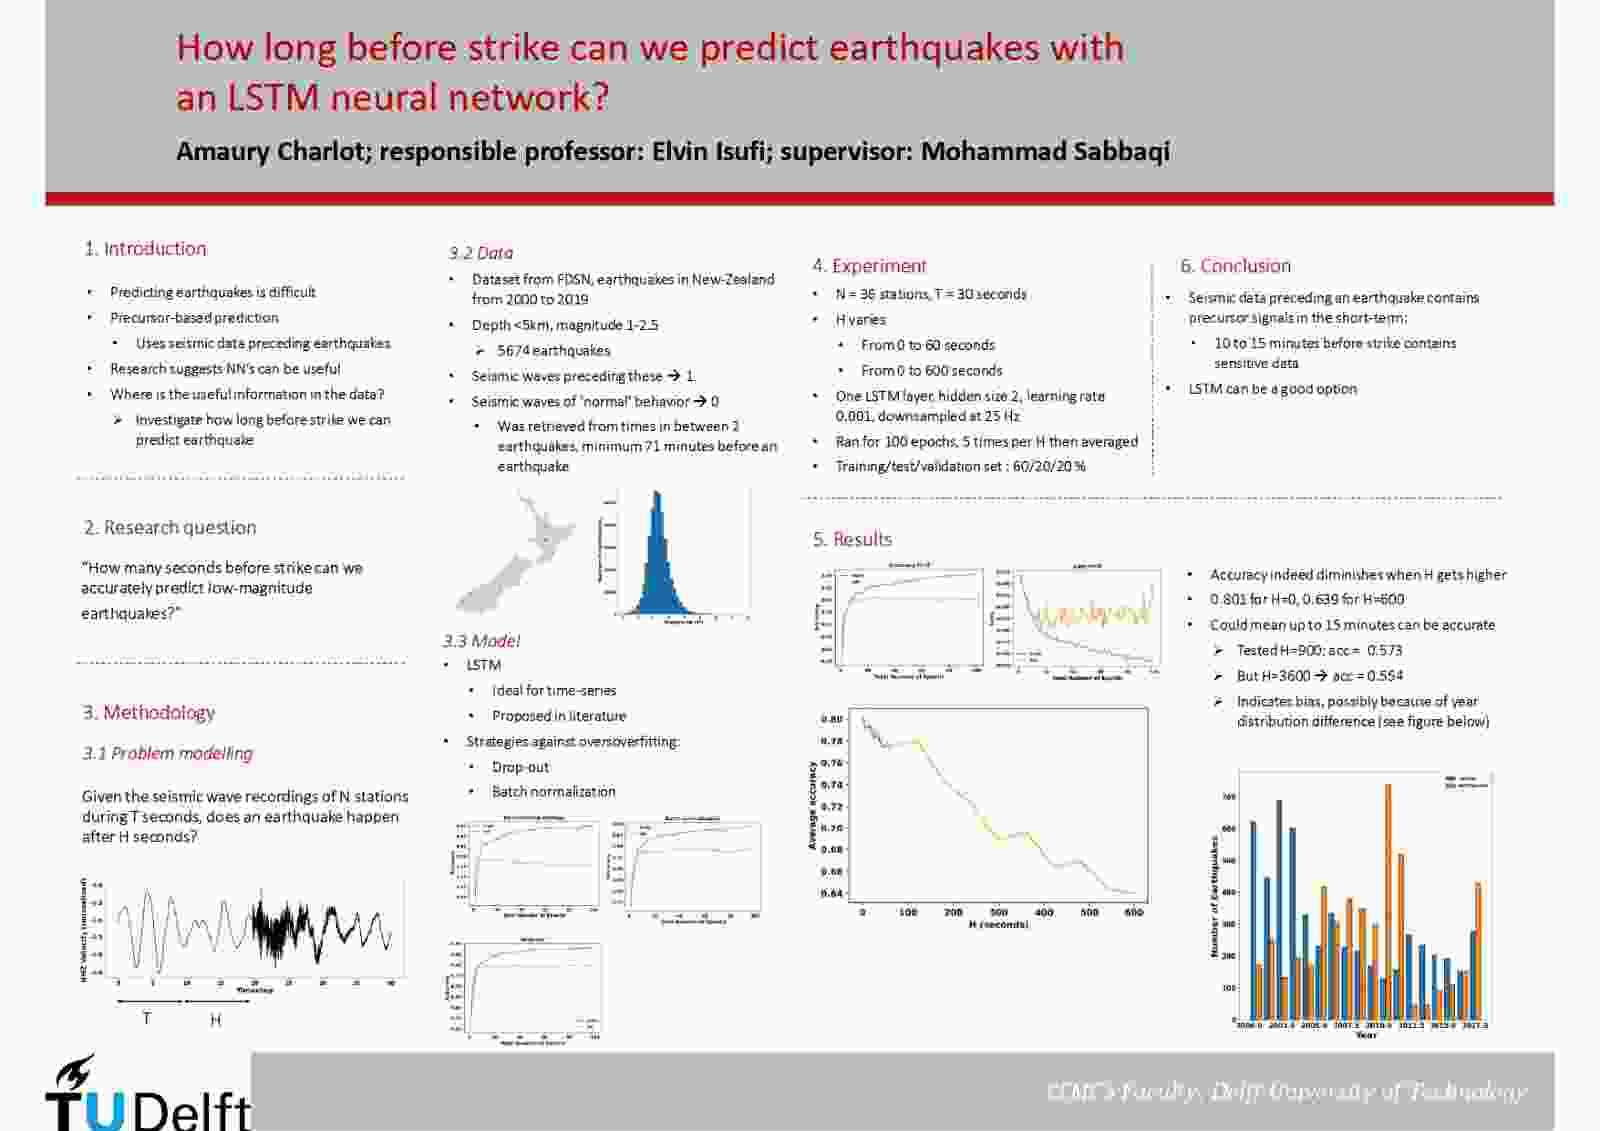 How long before strike can we predict earthquakes with
an LSTM neural network?
Amaury Charlot; responsible professor: Elvin Isufi; supervisor: Mohammad Sabbaqi
1. Introduction
• Predicting earthquakes is difficult
• Precursor-based prediction
• Uses seismic data preceding earthquakes
• Research suggests NN's can be useful
• Where is the useful information in the data?
➢ Investigate how long before strike we can
predict earthquake
2. Research question
"How many seconds before strike can we
accurately predict low-magnitude
earthquakes?"
3. Methodology
3.1 Problem modelling
Given the seismic wave recordings of N stations
during T seconds, does an earthquake happen
after H seconds?
T H
3.2 Data
• Dataset from FDSN, earthquakes in New-Zealand
from 2000 to 2019
• Depth <5km, magnitude 1-2.5
➢ 5674 earthquakes
• Seismic waves preceding these → 1
• Seismic waves of 'normal' behavior → 0
• Was retrieved from times in between 2
earthquakes, minimum 71 minutes before an
earthquake
3.3 Model
• LSTM
• Ideal for time-series
• Proposed in literature
• Strategies against oversoverfitting:
• Drop-out
• Batch normalization
4. Experiment
• N = 36 stations, T = 30 seconds
• H varies
• From 0 to 60 seconds
• From 0 to 600 seconds
• One LSTM layer, hidden size 2, learning rate
0.001, downsampled at 25 Hz
• Ran for 100 epochs, 5 times per H then averaged
• Training/test/validation set : 60/20/20 %
6. Conclusion
• Seismic data preceding an earthquake contains
precursor signals in the short-term:
• 10 to 15 minutes before strike contains
sensitive data
• LSTM can be a good option
5. Results
0.80
0.78
0.76
0.74
0.72
0.70
0.68
0.66
0.64
Average accuracy
0 100 200 300 400 500 600
H (seconds)
• Accuracy indeed diminishes when H gets higher
• 0.801 for H=0, 0.639 for H=600
• Could mean up to 15 minutes can be accurate
➢ Tested H=900; acc = 0.573
➢ But H=3600 → acc = 0.554
➢ Indicates bias, possibly because of year
distribution difference (see figure below)
700
600
500
400
300
200
100
0
Number of Earthquakes
Year
TU Delft
Faculty, Delft University of Technology